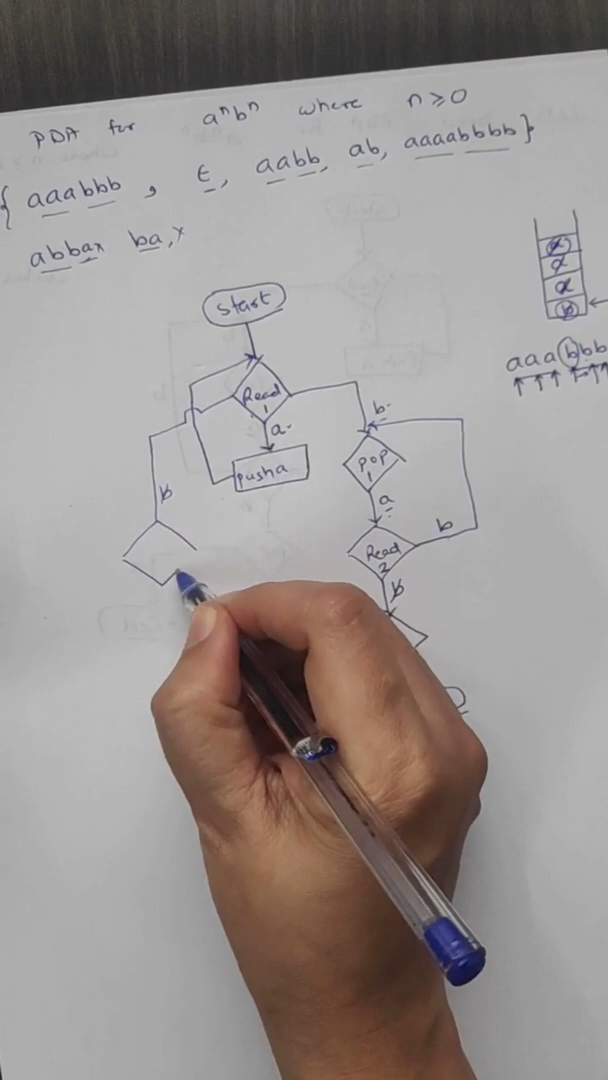 PDA for aⁿbⁿ where n ≥ 0
{ aaabbb , ε, aabb, ab, aaaabbbb }
abbax ba,x
Start
Read
1
a
push a
b
b
POP
1
a
Read
2
b
b
a
a
a
b
aaabbb